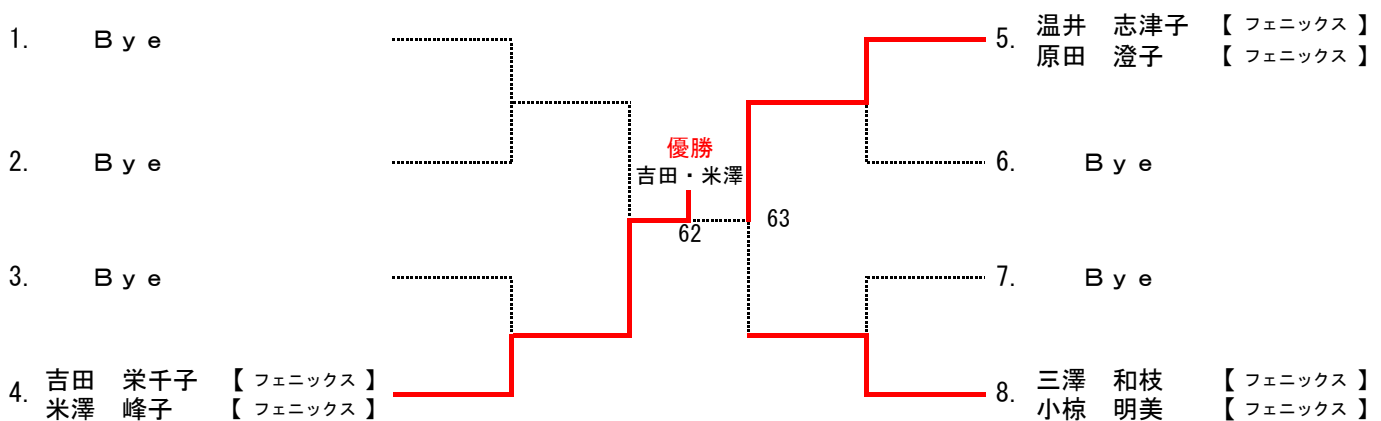 1. Ｂｙｅ
2. Ｂｙｅ
3. Ｂｙｅ
4. 吉田　栄千子 【 フェニックス 】
米澤　峰子 【 フェニックス 】
優勝
吉田・米澤
62
63
5. 温井　志津子 【 フェニックス 】
原田　澄子 【 フェニックス 】
6. Ｂｙｅ
7. Ｂｙｅ
8. 三澤　和枝 【 フェニックス 】
小椋　明美 【 フェニックス 】